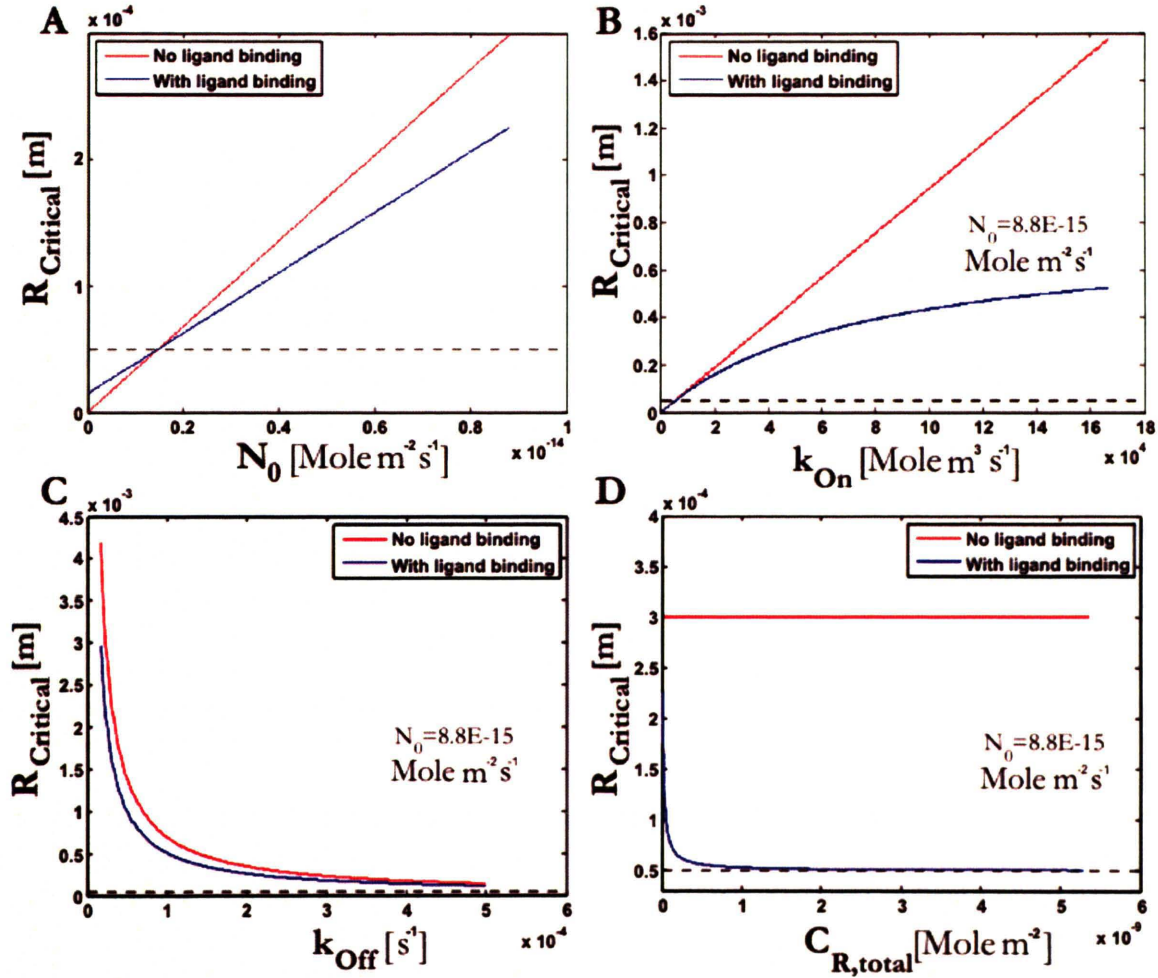 A
x 10⁻⁴
No ligand binding
With ligand binding
R_Critical [m]
4
2
0
0
0.2
0.4
0.6
0.8
1
N₀ [Mole m⁻² s⁻¹]
x 10⁻¹⁴
B
x 10⁻³
No ligand binding
With ligand binding
R_Critical [m]
1.6
1.4
1.2
1
0.8
0.6
0.4
0.2
0
N₀=8.8E-15
Mole m⁻² s⁻¹
0
2
4
6
8
10
12
14
16
18
k_On [Mole m³ s⁻¹]
x 10⁴
C
x 10⁻³
No ligand binding
With ligand binding
R_Critical [m]
4.5
4
3.5
3
2.5
2
1.5
1
0.5
0
N₀=8.8E-15
Mole m⁻² s⁻¹
0
1
2
3
4
5
6
k_Off [s⁻¹]
x 10⁻⁴
D
x 10⁻⁴
No ligand binding
With ligand binding
R_Critical [m]
4
3.5
3
2.5
2
1.5
1
0.5
N₀=8.8E-15
Mole m⁻² s⁻¹
0
1
2
3
4
5
6
C_R,total [Mole m⁻²]
x 10⁻⁹